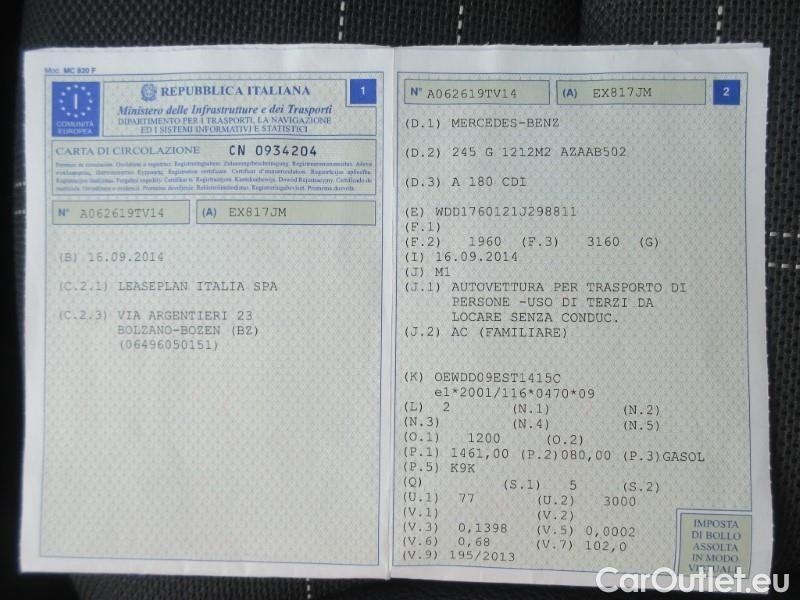 Mod. MC 820 F
I
COMUNITÀ
EUROPEA
REPUBBLICA ITALIANA
1
Ministero delle Infrastrutture e dei Trasporti
DIPARTIMENTO PER I TRASPORTI, LA NAVIGAZIONE
ED I SISTEMI INFORMATIVI E STATISTICI
CARTA DI CIRCOLAZIONE CN 0934204
N° A062619TV14 (A) EX817JM
(B) 16.09.2014
(C.2.1) LEASEPLAN ITALIA SPA
(C.2.3) VIA ARGENTIERI 23
BOLZANO-BOZEN (BZ)
(06496050151)
N° A062619TV14 (A) EX817JM 2
(D.1) MERCEDES-BENZ
(D.2) 245 G 1212M2 AZAAB502
(D.3) A 180 CDI
(E) WDD1760121J298811
(F.1)
(F.2) 1960 (F.3) 3160 (G)
(I) 16.09.2014
(J) M1
(J.1) AUTOVETTURA PER TRASPORTO DI
PERSONE -USO DI TERZI DA
LOCARE SENZA CONDUC.
(J.2) AC (FAMILIARE)
(K) OEWDD09EST1415C
e1*2001/116*0470*09
(L) 2 (N.1) (N.2)
(N.3) (N.4) (N.5)
(O.1) 1200 (O.2)
(P.1) 1461,00 (P.2)080,00 (P.3)GASOL
(P.5) K9K
(Q) (S.1) 5 (S.2)
(U.1) 77 (U.2) 3000
(V.1) (V.2)
(V.3) 0,1398 (V.5) 0,0002
(V.6) 0,68 (V.7) 102,0
(V.9) 195/2013
IMPOSTA
DI BOLLO
ASSOLTA
IN MODO
VIRTUALE
CarOutlet.eu